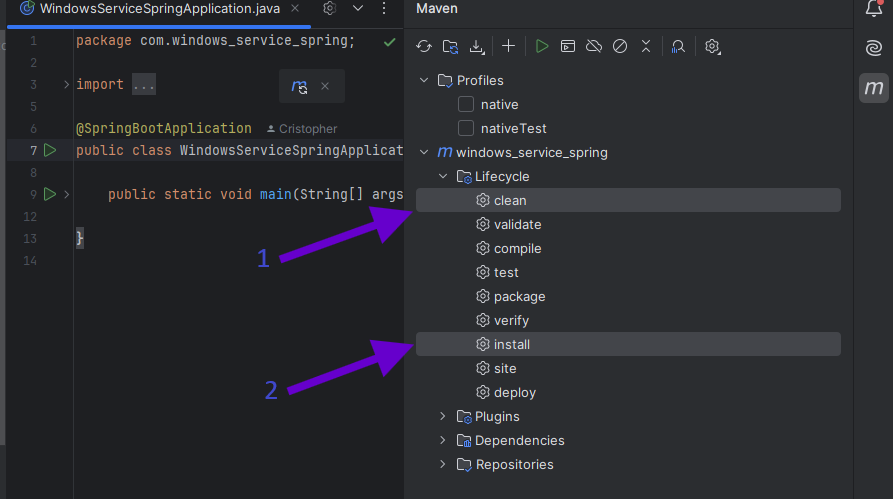 WindowsServiceSpringApplication.java
Maven
1 package com.windows_service_spring;
2
3 import ...
5
6 @SpringBootApplication Cristopher
7 public class WindowsServiceSpringApplicat
8
9 public static void main(String[] args
12
13 }
14
Profiles
native
nativeTest
m windows_service_spring
Lifecycle
clean
validate
compile
test
package
verify
install
site
deploy
Plugins
Dependencies
Repositories
1
2
m
m